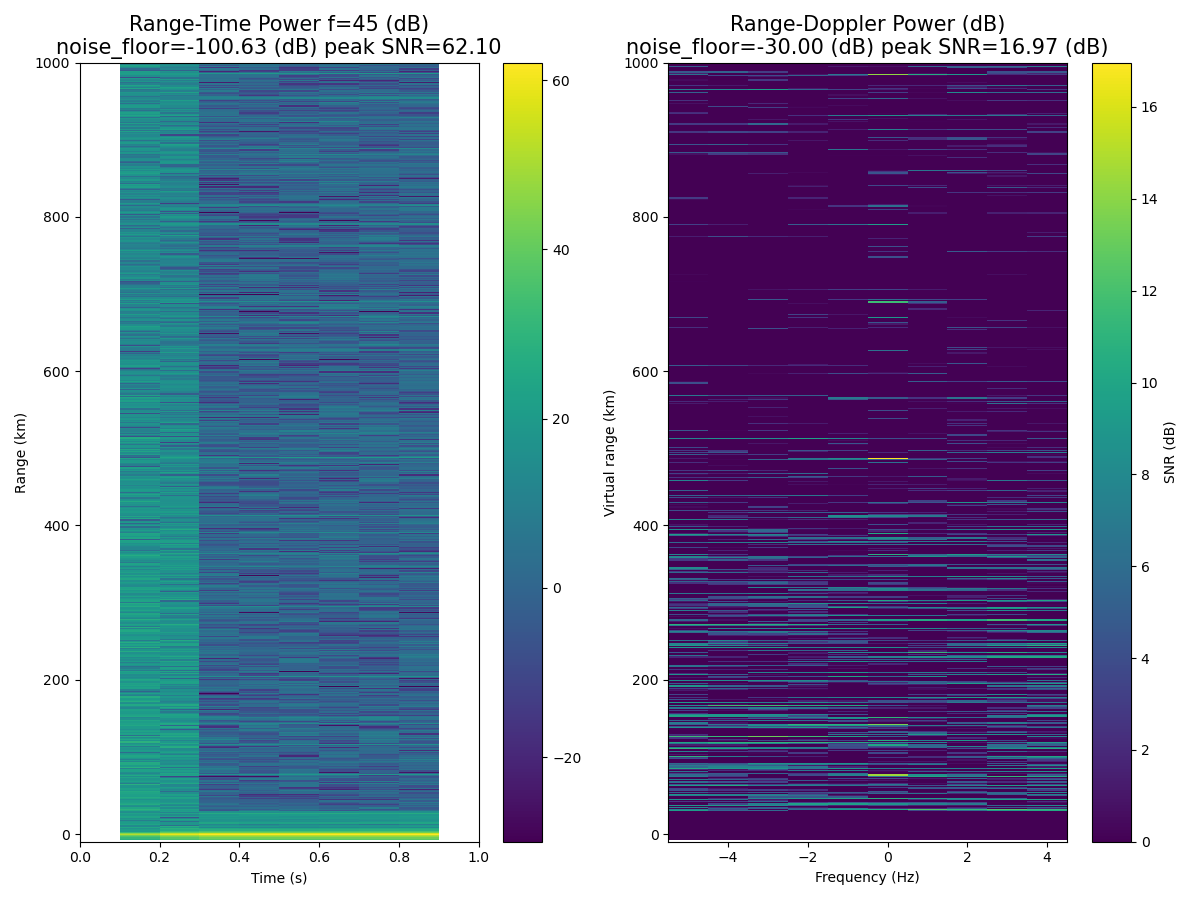 Range-Time Power f=45 (dB)
noise_floor=-100.63 (dB) peak SNR=62.10
Range (km)
1000
800
600
400
200
0
0.0 0.2 0.4 0.6 0.8 1.0
Time (s)
60
40
20
0
−20
Range-Doppler Power (dB)
noise_floor=-30.00 (dB) peak SNR=16.97 (dB)
Virtual range (km)
1000
800
600
400
200
0
−4 −2 0 2 4
Frequency (Hz)
16
14
12
10
8
6
4
2
0
SNR (dB)